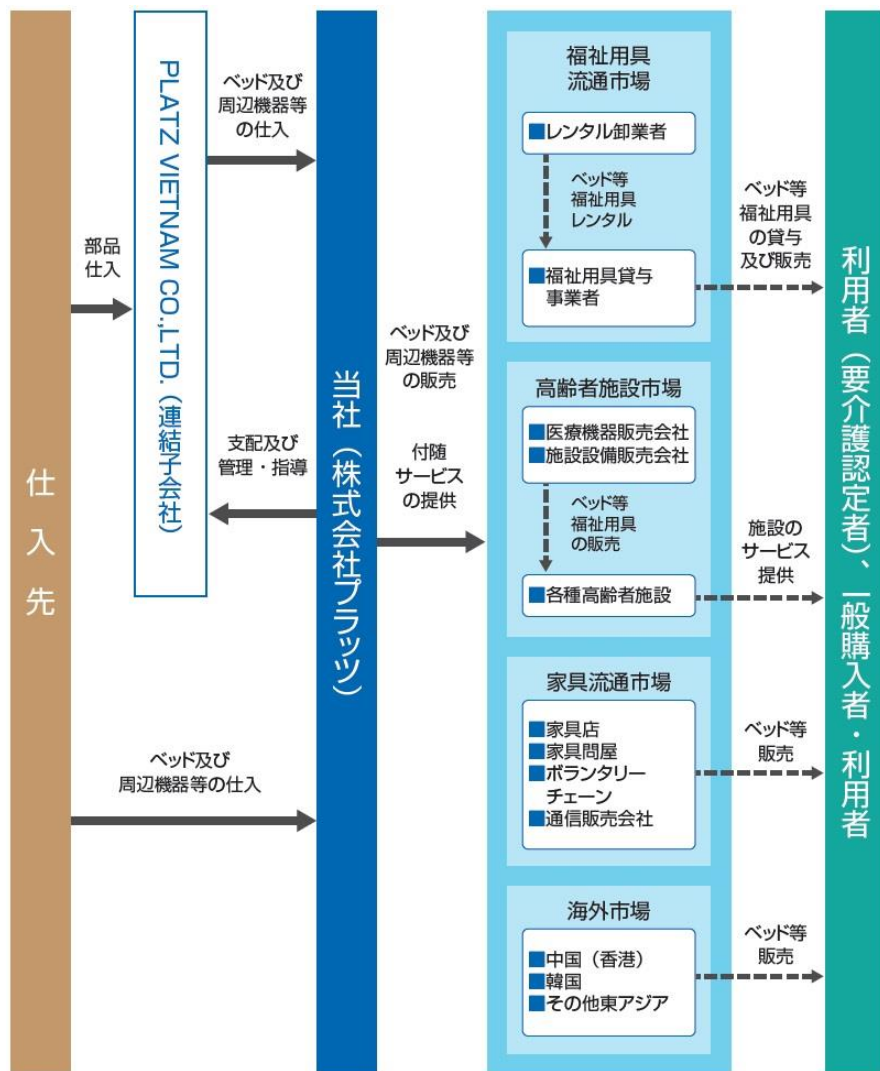 仕入先
部品
仕入
PLATZ VIETNAM CO.,LTD.（連結子会社）
ベッド及び
周辺機器等
の仕入
支配及び
管理・指導
ベッド及び
周辺機器等の仕入
当社（株式会社プラッツ）
ベッド及び
周辺機器等
の販売
付随
サービス
の提供
福祉用具
流通市場
■レンタル卸業者
ベッド等
福祉用具
レンタル
■福祉用具貸与
事業者
ベッド等
福祉用具
の貸与
及び販売
高齢者施設市場
■医療機器販売会社
■施設設備販売会社
ベッド等
福祉用具
の販売
■各種高齢者施設
施設の
サービス
提供
家具流通市場
■家具店
■家具問屋
■ボランタリー
チェーン
■通信販売会社
ベッド等
販売
海外市場
■中国（香港）
■韓国
■その他東アジア
ベッド等
販売
利用者（要介護認定者）、一般購入者・利用者